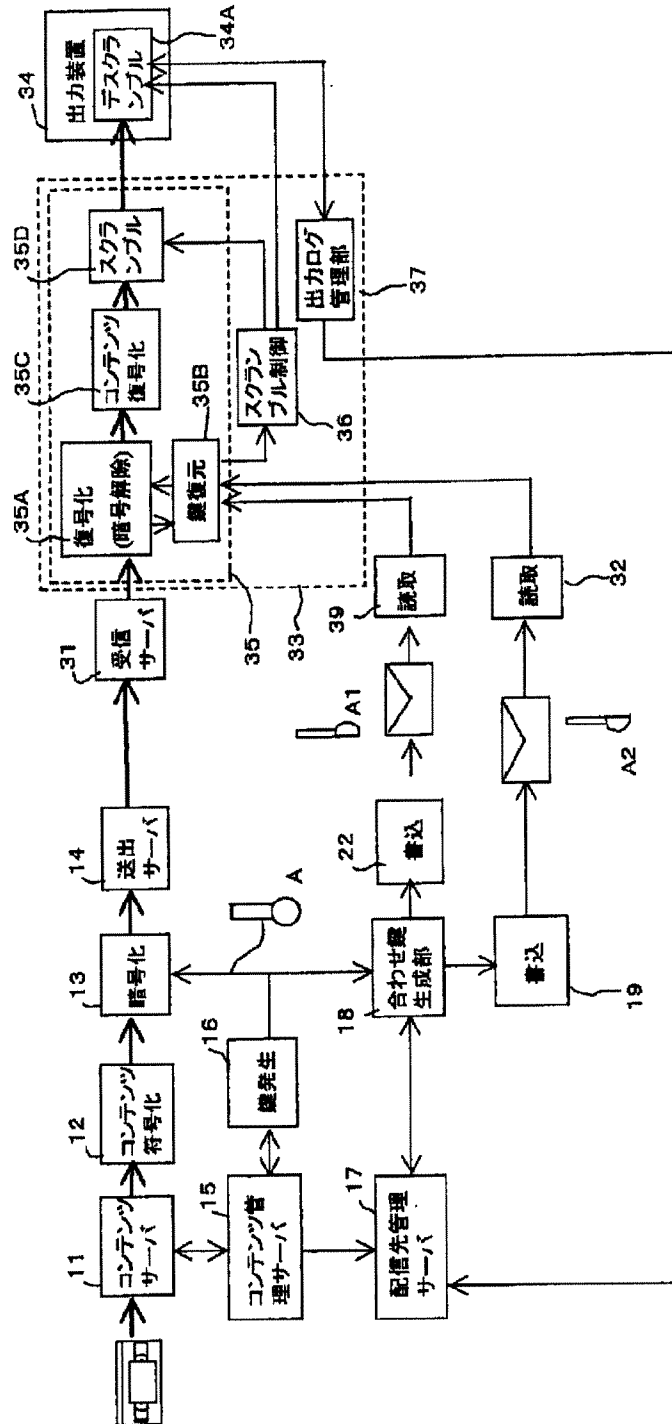 11
コンテンツ
サーバ
12
コンテンツ
符号化
13
暗号化
14
送出
サーバ
31
受信
サーバ
35A
復号化
(暗号解除)
35C
コンテンツ
復号化
35D
スクラ
ンブル
34
出力装置
デスクラ
ンブル
34A
35B
鍵復元
スクラン
ブル制御
36
出力ログ
管理部
37
35
33
15
コンテンツ管
理サーバ
16
鍵発生
A
17
配信先管理
サーバ
18
合わせ鍵
生成部
22
書込
A1
39
読取
19
書込
A2
32
読取